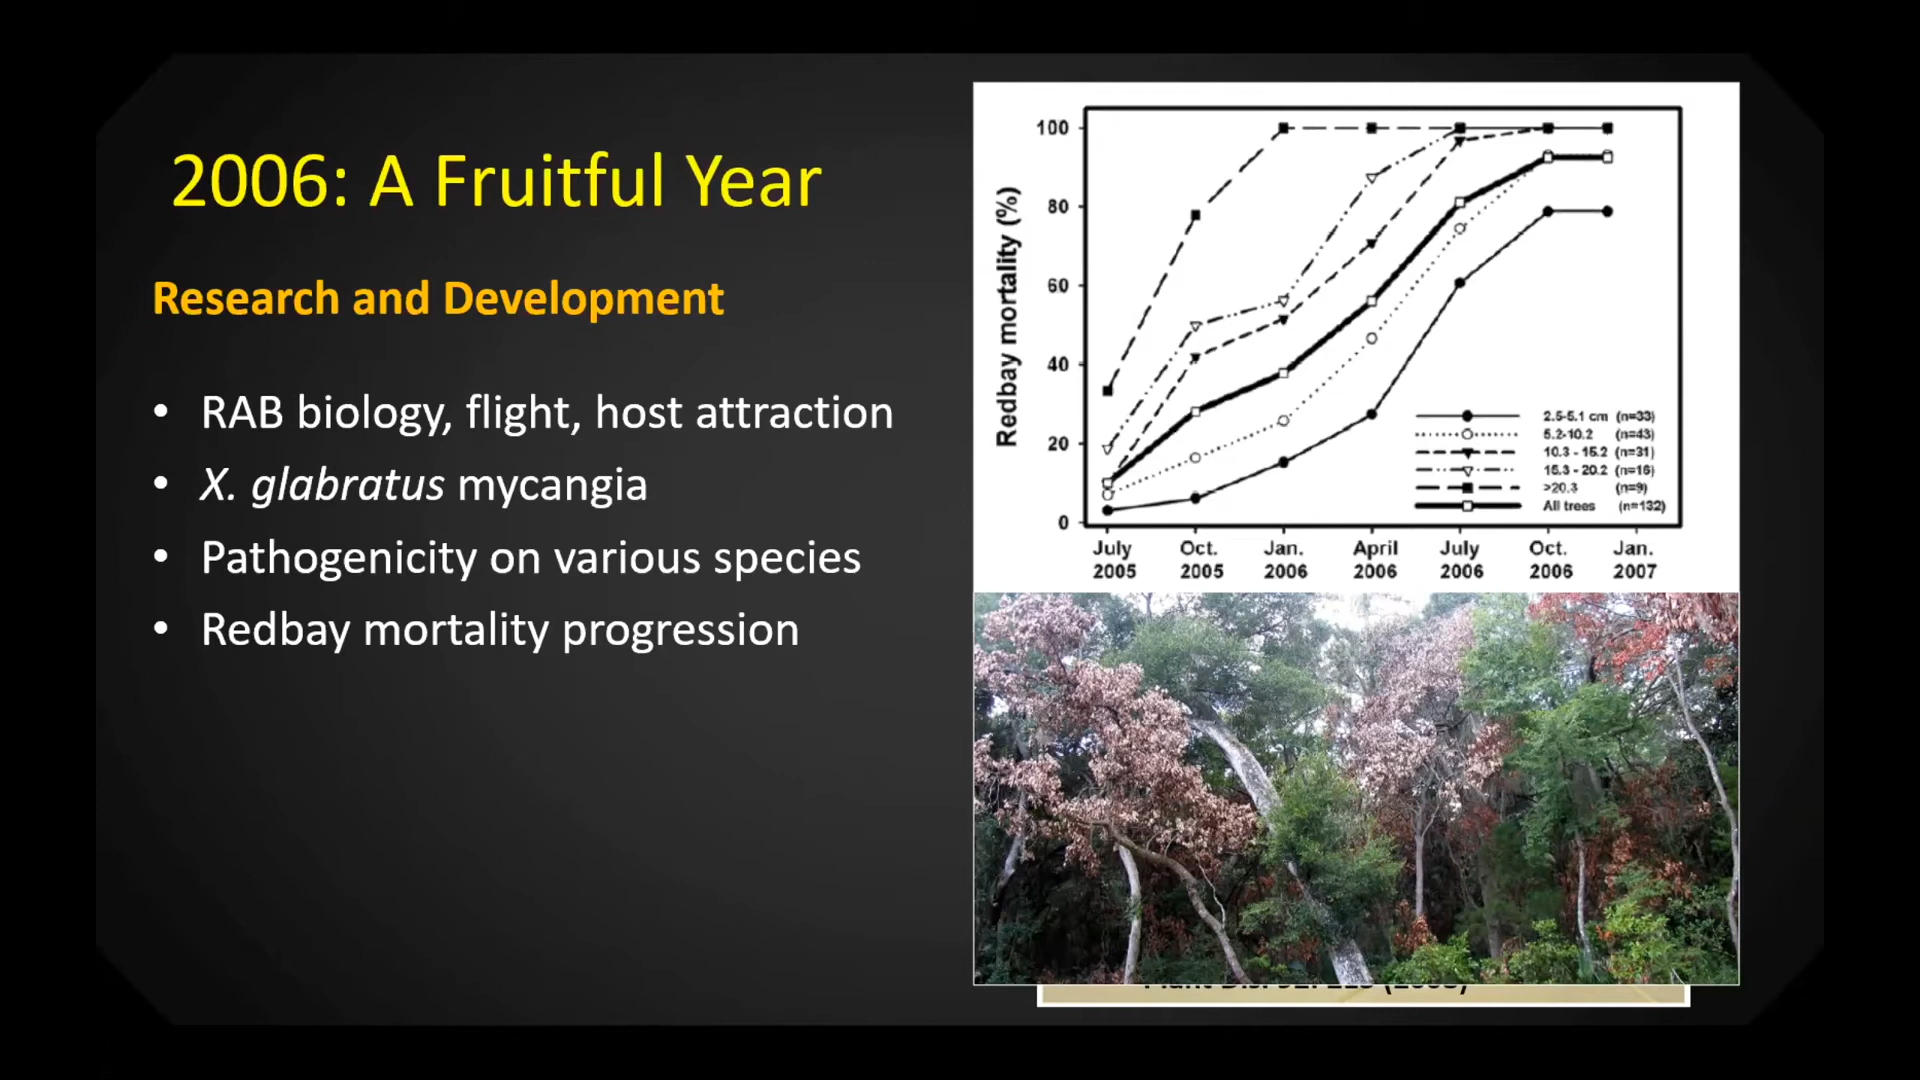 2006: A Fruitful Year
Research and Development
• RAB biology, flight, host attraction
• X. glabratus mycangia
• Pathogenicity on various species
• Redbay mortality progression
Redbay mortality (%)
100
80
60
40
20
0
July 2005
Oct. 2005
Jan. 2006
April 2006
July 2006
Oct. 2006
Jan. 2007
2.5-5.1 cm (n=33)
5.2-10.2 (n=43)
10.3 - 15.2 (n=31)
15.3 - 20.2 (n=16)
>20.3 (n=9)
All trees (n=132)